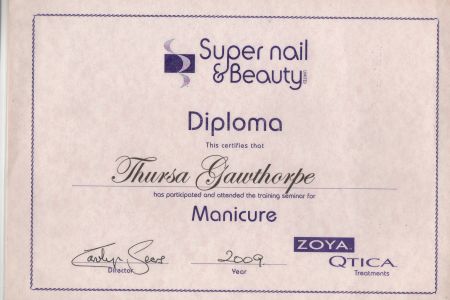 Super nail
& Beauty
Diploma
This certifies that
Thursa Gawthorpe
has participated and attended the training seminar for
Manicure
2009
Director
Year
ZOYA
QTICA
Treatments